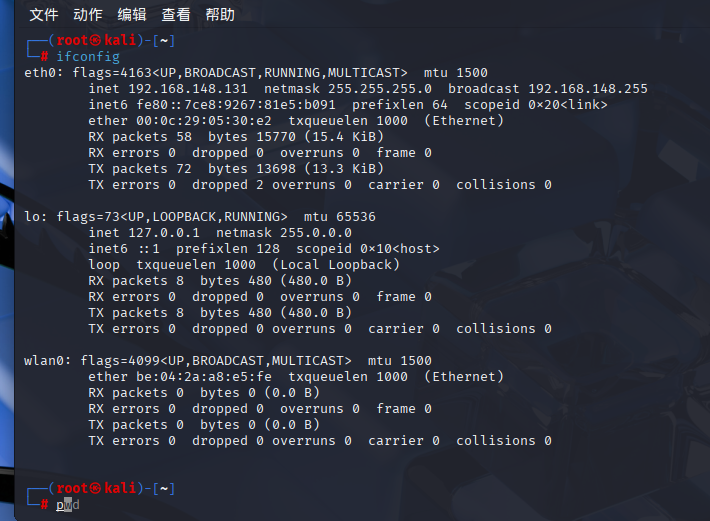 文件 动作 编辑 查看 帮助
┌──(root㉿kali)-[~]
└─# ifconfig
eth0: flags=4163<UP,BROADCAST,RUNNING,MULTICAST>  mtu 1500
        inet 192.168.148.131  netmask 255.255.255.0  broadcast 192.168.148.255
        inet6 fe80::7ce8:9267:81e5:b091  prefixlen 64  scopeid 0×20<link>
        ether 00:0c:29:05:30:e2  txqueuelen 1000  (Ethernet)
        RX packets 58  bytes 15770 (15.4 KiB)
        RX errors 0  dropped 0  overruns 0  frame 0
        TX packets 72  bytes 13698 (13.3 KiB)
        TX errors 0  dropped 2 overruns 0  carrier 0  collisions 0

lo: flags=73<UP,LOOPBACK,RUNNING>  mtu 65536
        inet 127.0.0.1  netmask 255.0.0.0
        inet6 ::1  prefixlen 128  scopeid 0×10<host>
        loop  txqueuelen 1000  (Local Loopback)
        RX packets 8  bytes 480 (480.0 B)
        RX errors 0  dropped 0  overruns 0  frame 0
        TX packets 8  bytes 480 (480.0 B)
        TX errors 0  dropped 0 overruns 0  carrier 0  collisions 0

wlan0: flags=4099<UP,BROADCAST,MULTICAST>  mtu 1500
        ether be:04:2a:a8:e5:fe  txqueuelen 1000  (Ethernet)
        RX packets 0  bytes 0 (0.0 B)
        RX errors 0  dropped 0  overruns 0  frame 0
        TX packets 0  bytes 0 (0.0 B)
        TX errors 0  dropped 0 overruns 0  carrier 0  collisions 0

┌──(root㉿kali)-[~]
└─# pwd